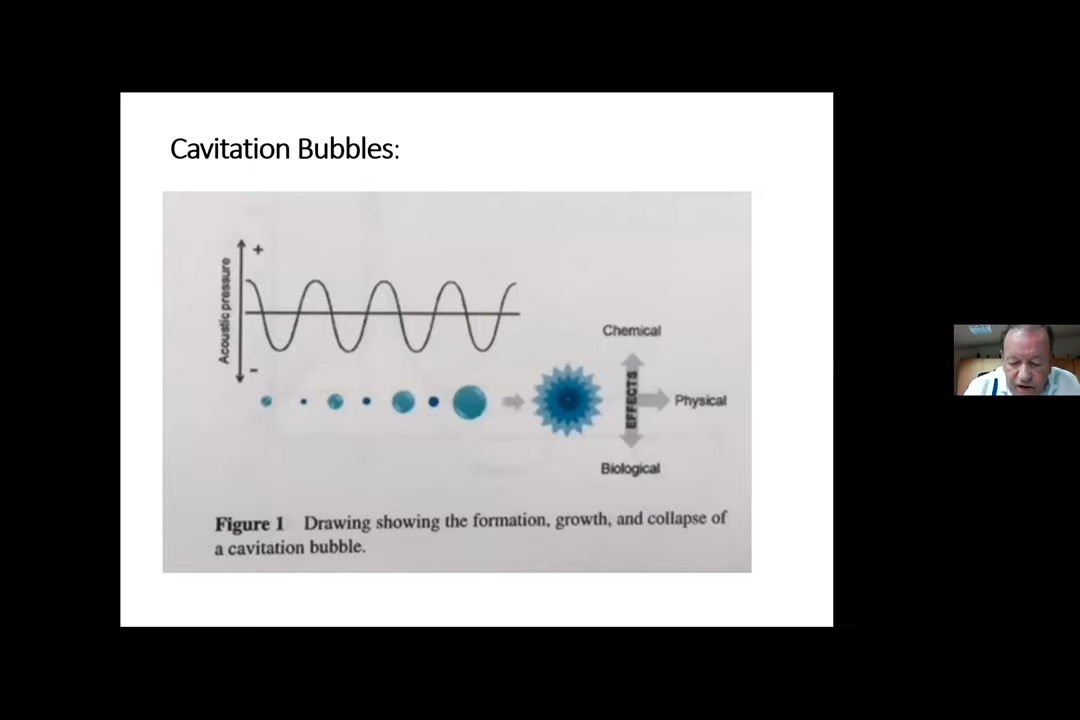 Cavitation Bubbles:
Acoustic pressure
+
-
Chemical
EFFECTS
Physical
Biological
Figure 1 Drawing showing the formation, growth, and collapse of
a cavitation bubble.